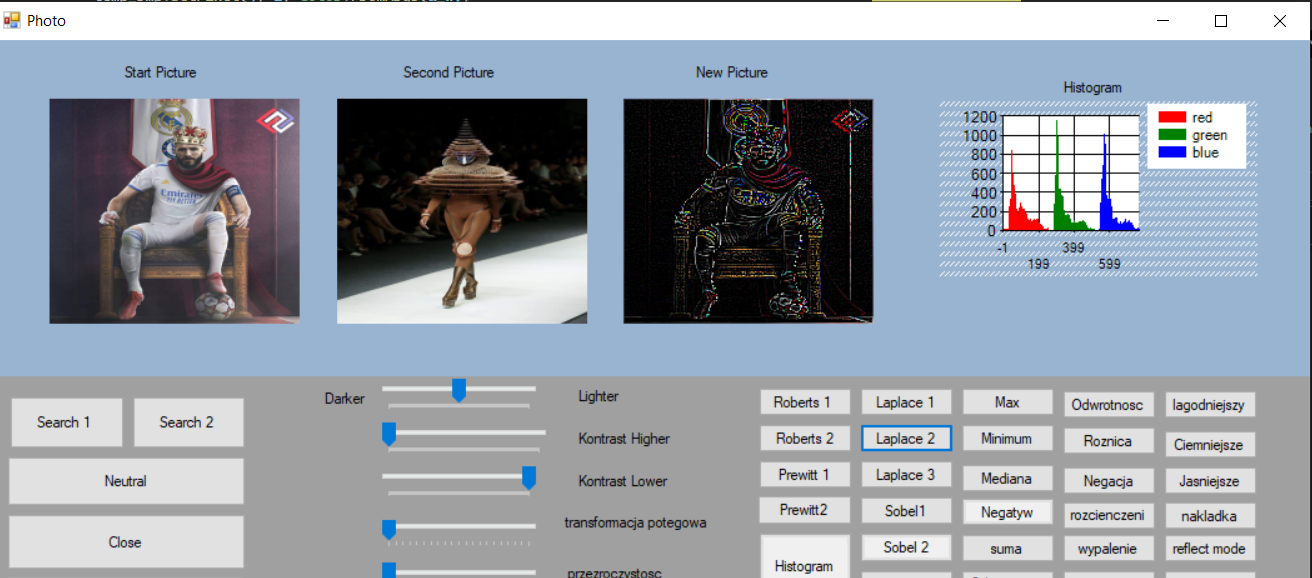 Photo
Start Picture
Second Picture
New Picture
Emirates
FLY BETTER
Histogram
1200
1000
800
600
400
200
0
-1
399
199
599
red
green
blue
Search 1
Search 2
Neutral
Close
Darker
Lighter
Kontrast Higher
Kontrast Lower
transformacja potegowa
przezroczystosc
Roberts 1
Laplace 1
Max
Odwrotnosc
lagodniejszy
Roberts 2
Laplace 2
Minimum
Roznica
Ciemniejsze
Prewitt 1
Laplace 3
Mediana
Negacja
Jasniejsze
Prewitt2
Sobel1
Negatyw
rozcienczeni
nakladka
Histogram
Sobel 2
suma
wypalenie
reflect mode